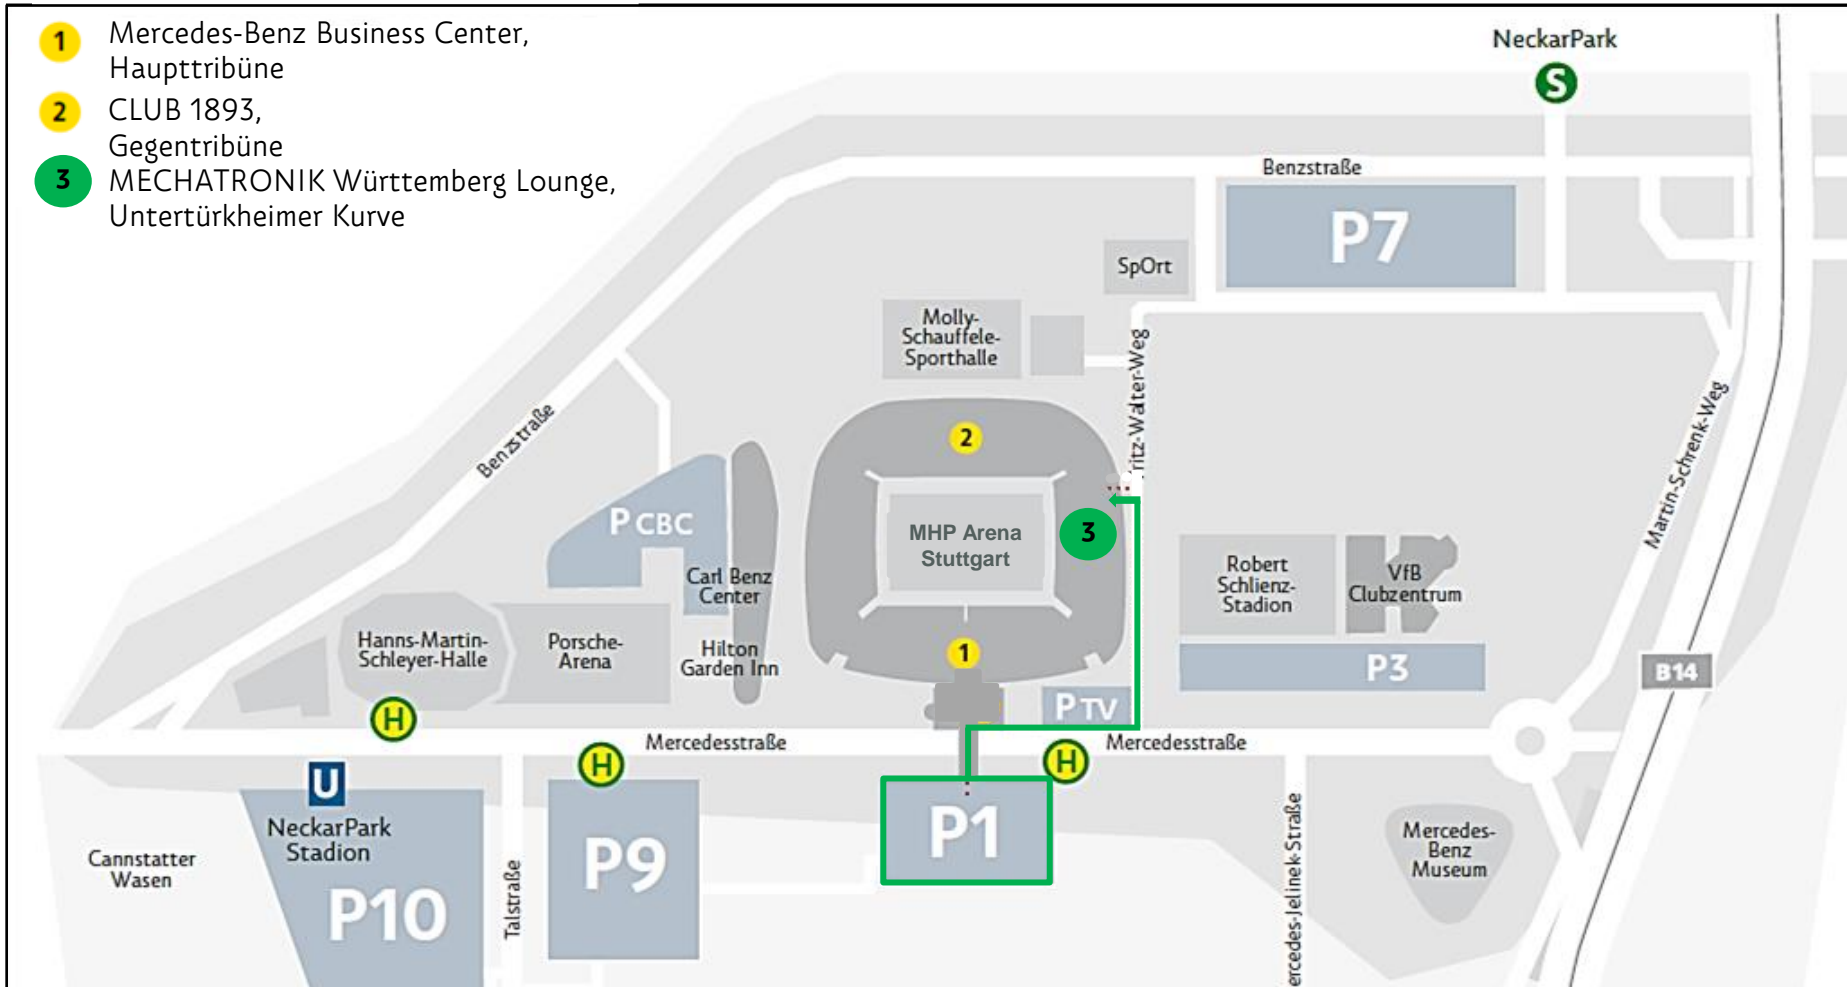 1 Mercedes-Benz Business Center,
Haupttribüne
2 CLUB 1893,
Gegentribüne
3 MECHATRONIK Württemberg Lounge,
Untertürkheimer Kurve
NeckarPark
S
Benzstraße
P7
SpOrt
Molly-
Schauffele-
Sporthalle
ritz-Walter-Weg
Martin-Schrenk-Weg
Benzstraße
2
P CBC
MHP Arena
Stuttgart
3
Carl Benz
Center
Robert
Schlienz-
Stadion
VfB
Clubzentrum
Hanns-Martin-
Schleyer-Halle
Porsche-
Arena
Hilton
Garden Inn
1
P3
B14
P TV
H
Mercedesstraße
Mercedesstraße
H
H
U
NeckarPark
Stadion
P10
Cannstatter
Wasen
Talstraße
P9
P1
ercedes-Jelinek-Straße
Mercedes-
Benz
Museum